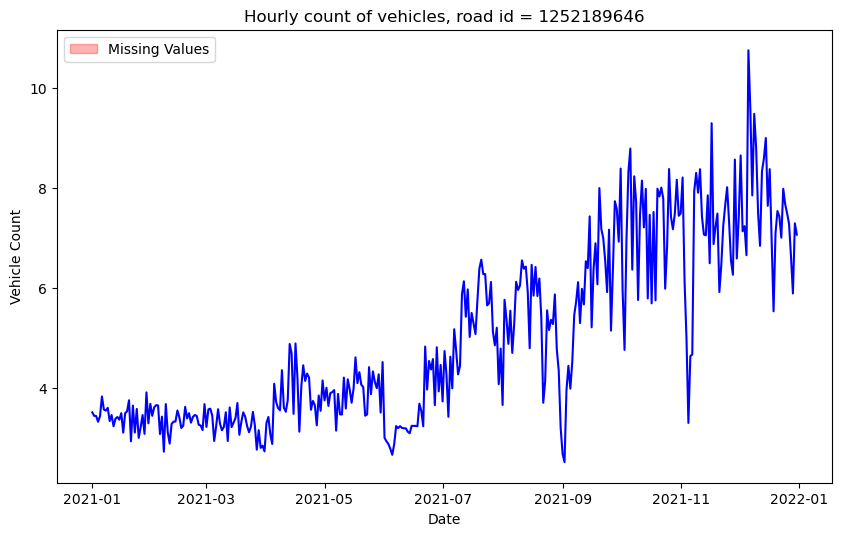 Hourly count of vehicles, road id = 1252189646
Missing Values
Vehicle Count
10
8
6
4
2021-01 2021-03 2021-05 2021-07 2021-09 2021-11 2022-01
Date